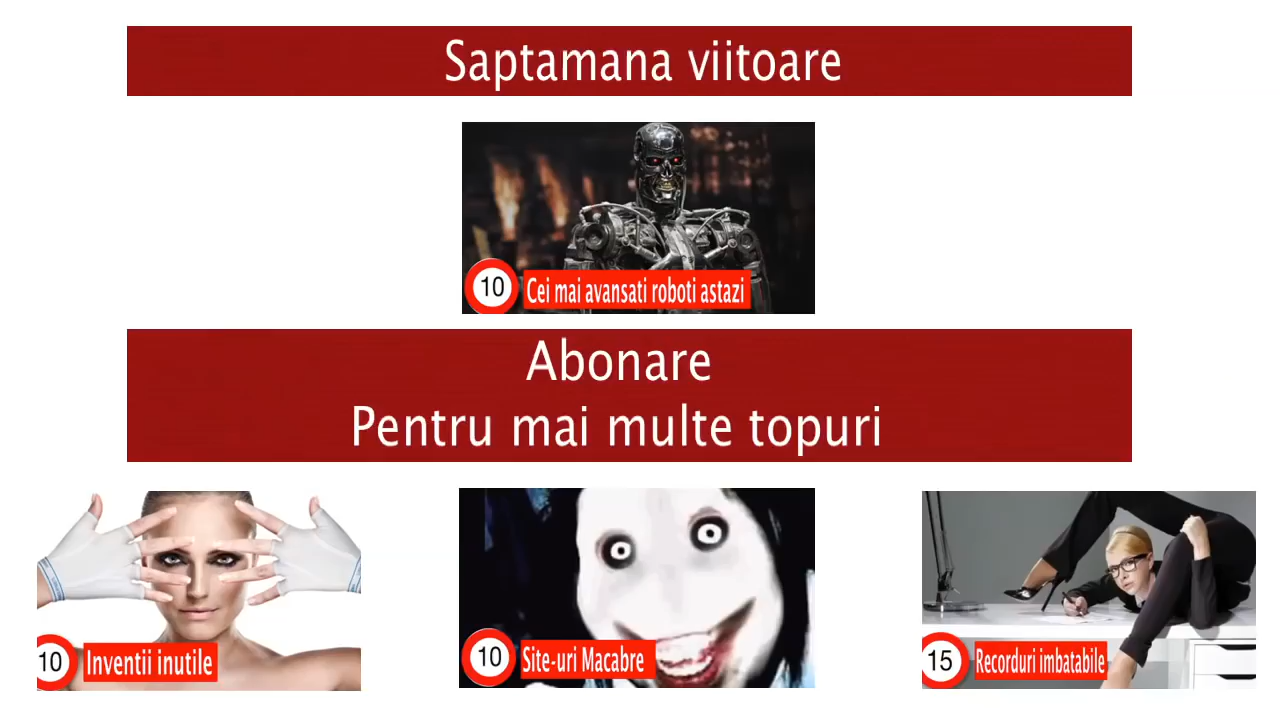 Saptamana viitoare
10 Cei mai avansati roboti astazi
Abonare
Pentru mai multe topuri
10 Inventii inutile
10 Site-uri Macabre
15 Recorduri imbatabile